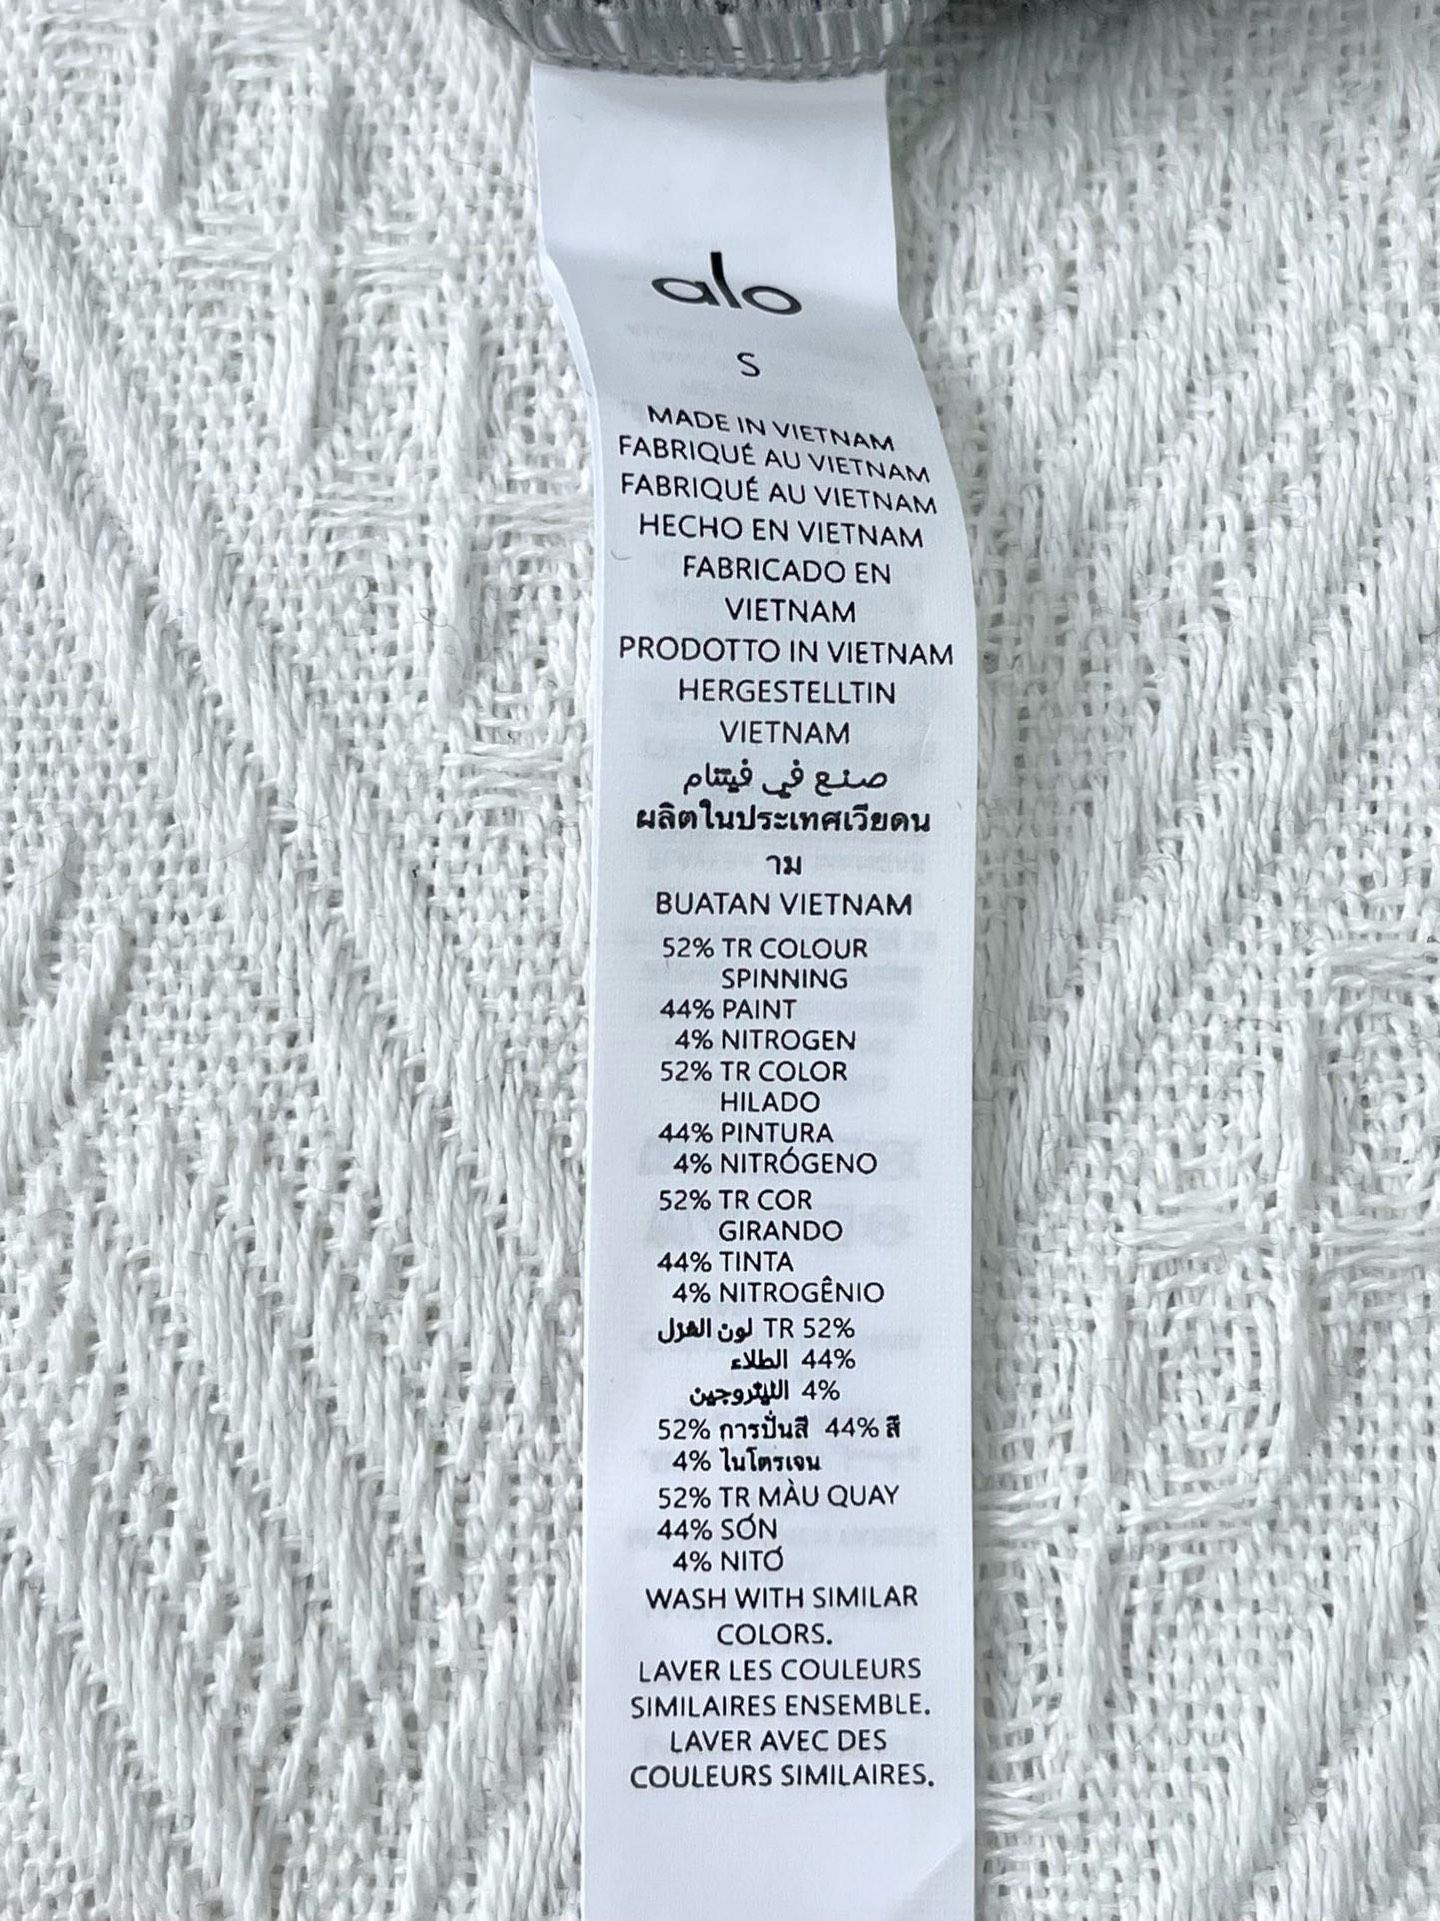 alo
S
MADE IN VIETNAM
FABRIQUÉ AU VIETNAM
FABRIQUÉ AU VIETNAM
HECHO EN VIETNAM
FABRICADO EN
VIETNAM
PRODOTTO IN VIETNAM
HERGESTELLTIN
VIETNAM
صنع في فيتنام
ผลิตในประเทศเวียดน
าม
BUATAN VIETNAM
52% TR COLOUR
SPINNING
44% PAINT
4% NITROGEN
52% TR COLOR
HILADO
44% PINTURA
4% NITRÓGENO
52% TR COR
GIRANDO
44% TINTA
4% NITROGÊNIO
لون الغزل TR 52%
الطلاء 44%
النيتروجين 4%
52% การปั่นสี 44% สี
4% ไนโตรเจน
52% TR MÀU QUAY
44% SƠN
4% NITƠ
WASH WITH SIMILAR
COLORS.
LAVER LES COULEURS
SIMILAIRES ENSEMBLE.
LAVER AVEC DES
COULEURS SIMILAIRES.